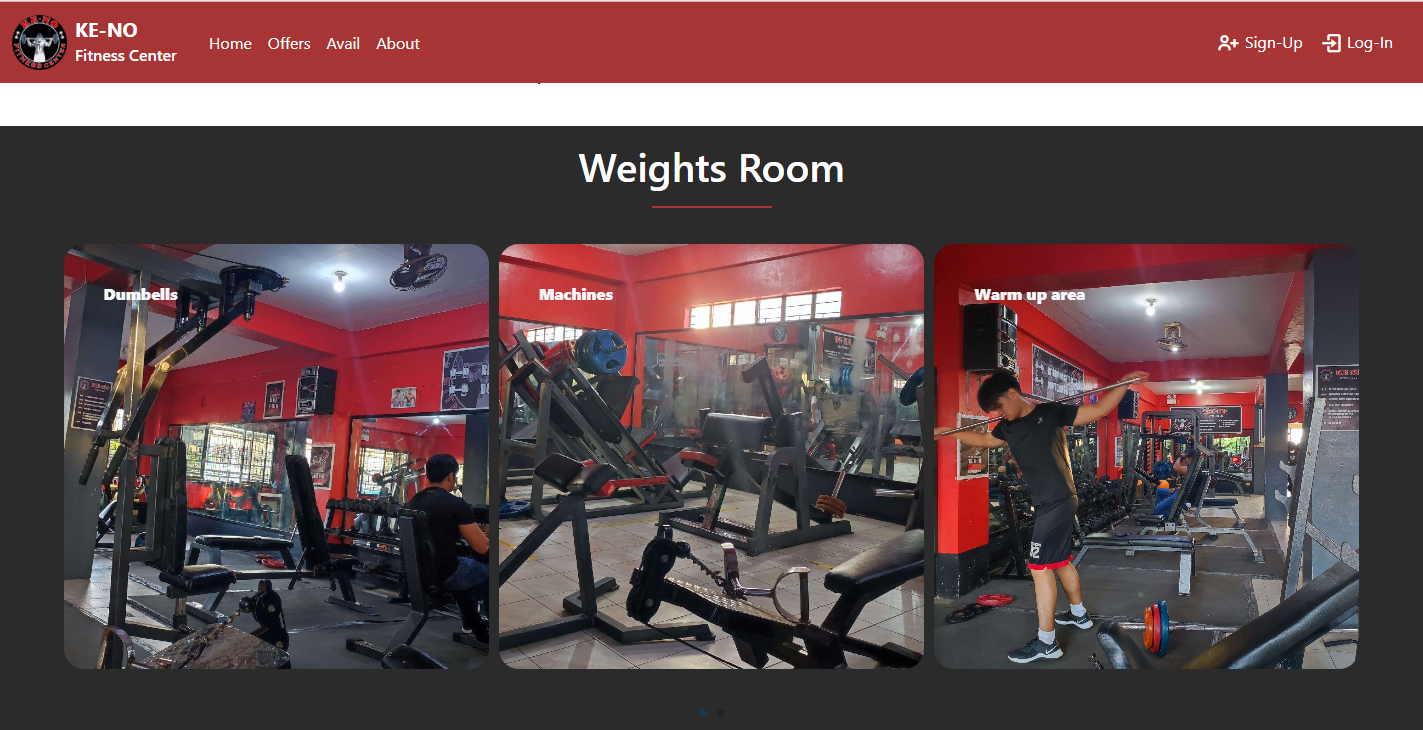 KE-NO
Fitness Center
Home
Offers
Avail
About
Sign-Up
Log-In
Weights Room
Dumbells
Machines
Warm up area